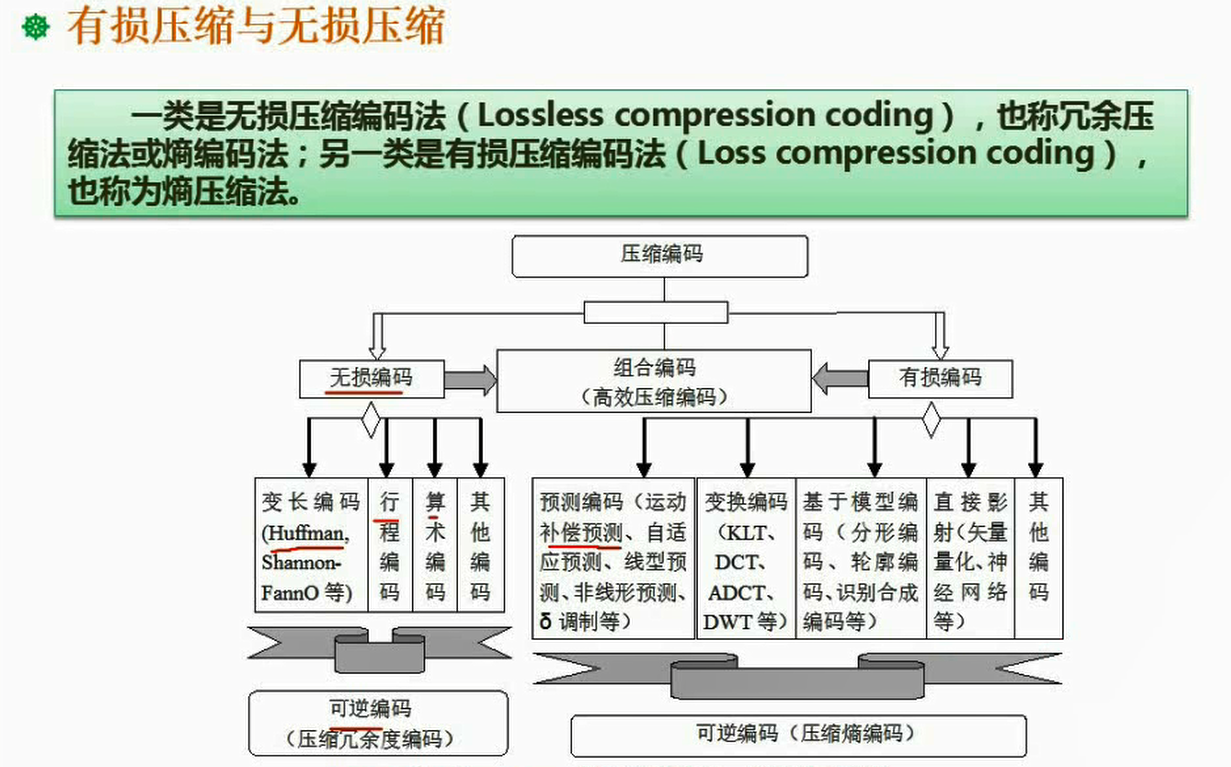 有损压缩与无损压缩
一类是无损压缩编码法（Lossless compression coding），也称冗余压
缩法或熵编码法；另一类是有损压缩编码法（Loss compression coding），
也称为熵压缩法。
压缩编码
无损编码
组合编码
（高效压缩编码）
有损编码
变长编码
(Huffman,
Shannon-
FannO 等)
行
程
编
码
算
术
编
码
其
他
编
码
预测编码（运动
补偿预测、自适
应预测、线型预
测、非线形预测、
δ 调制等）
变换编码
（KLT、
DCT、
ADCT、
DWT 等）
基于模型编
码（分形编
码、轮廓编
码、识别合成
编码等）
直接影
射（矢量
量化、神
经网络
等）
其
他
编
码
可逆编码
（压缩冗余度编码）
可逆编码（压缩熵编码）